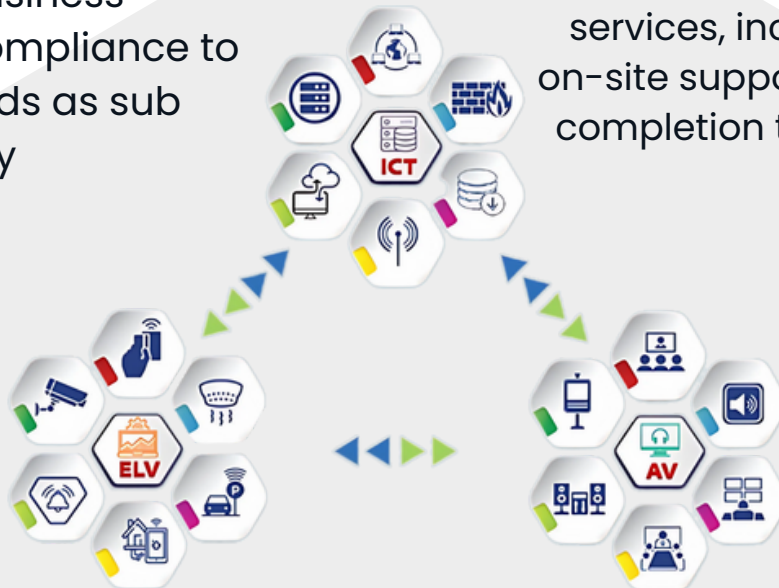 ompliance to
ds as sub
y
services, inc
on-site suppo
completion t
ICT
ELV
P
AV